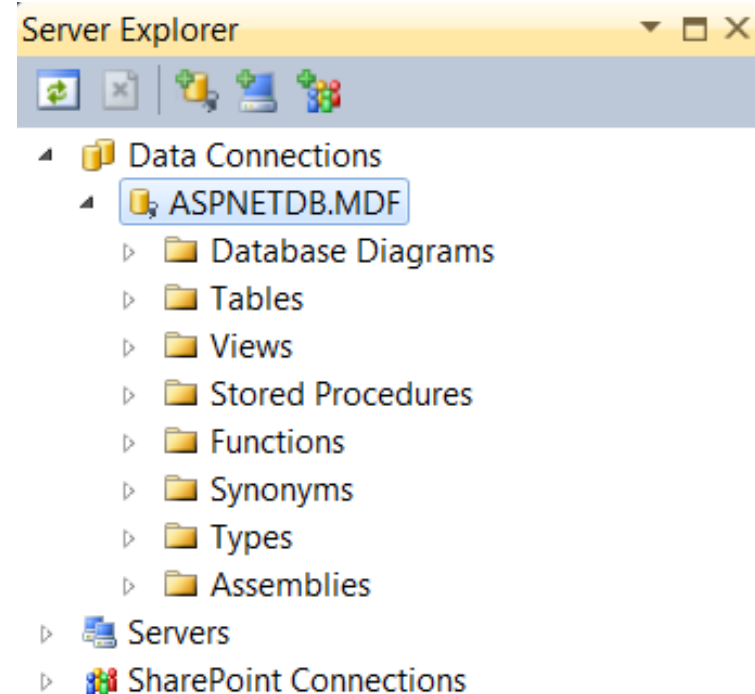 Server Explorer
Data Connections
ASPNETDB.MDF
Database Diagrams
Tables
Views
Stored Procedures
Functions
Synonyms
Types
Assemblies
Servers
SharePoint Connections